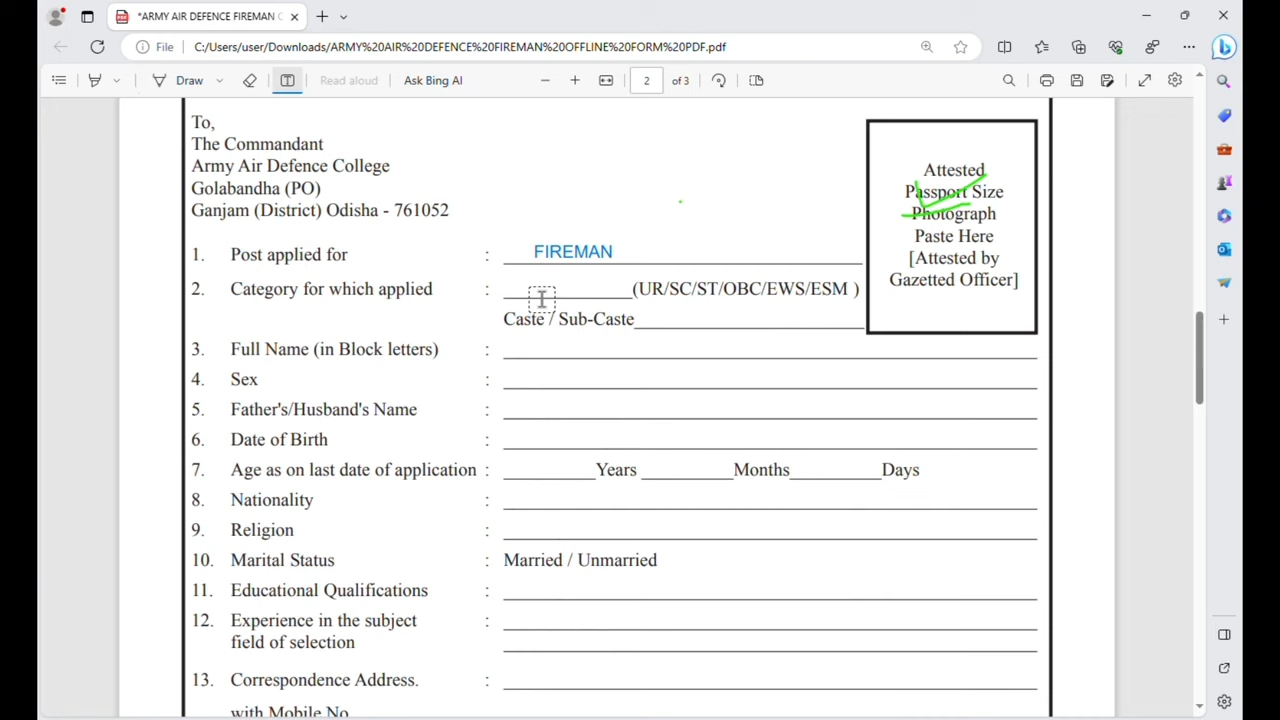 *ARMY AIR DEFENCE FIREMAN
File
C:/Users/user/Downloads/ARMY%20AIR%20DEFENCE%20FIREMAN%20OFFLINE%20FORM%20PDF.pdf
Draw
Read aloud
Ask Bing AI
2
of 3
To,
The Commandant
Army Air Defence College
Golabandha (PO)
Ganjam (District) Odisha - 761052
Attested
Passport Size
Photograph
Paste Here
[Attested by
Gazetted Officer]
1. Post applied for : FIREMAN
2. Category for which applied : ______________(UR/SC/ST/OBC/EWS/ESM )
Caste / Sub-Caste_________________________
3. Full Name (in Block letters) :
4. Sex :
5. Father's/Husband's Name :
6. Date of Birth :
7. Age as on last date of application : __________Years __________Months__________Days
8. Nationality :
9. Religion :
10. Marital Status : Married / Unmarried
11. Educational Qualifications :
12. Experience in the subject :
field of selection
13. Correspondence Address. :
with Mobile No